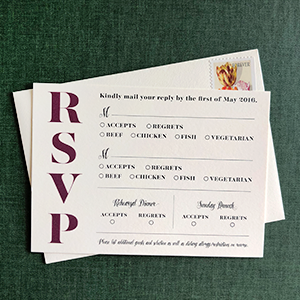 RSVP
Kindly mail your reply by the first of May 2016.
M
ACCEPTS REGRETS
BEEF CHICKEN FISH VEGETARIAN
M
ACCEPTS REGRETS
BEEF CHICKEN FISH VEGETARIAN
Rehearsal Dinner Sunday Brunch
ACCEPTS REGRETS ACCEPTS REGRETS
Please list additional guests and whether as well as dietary allergy/restrictions on reverse.